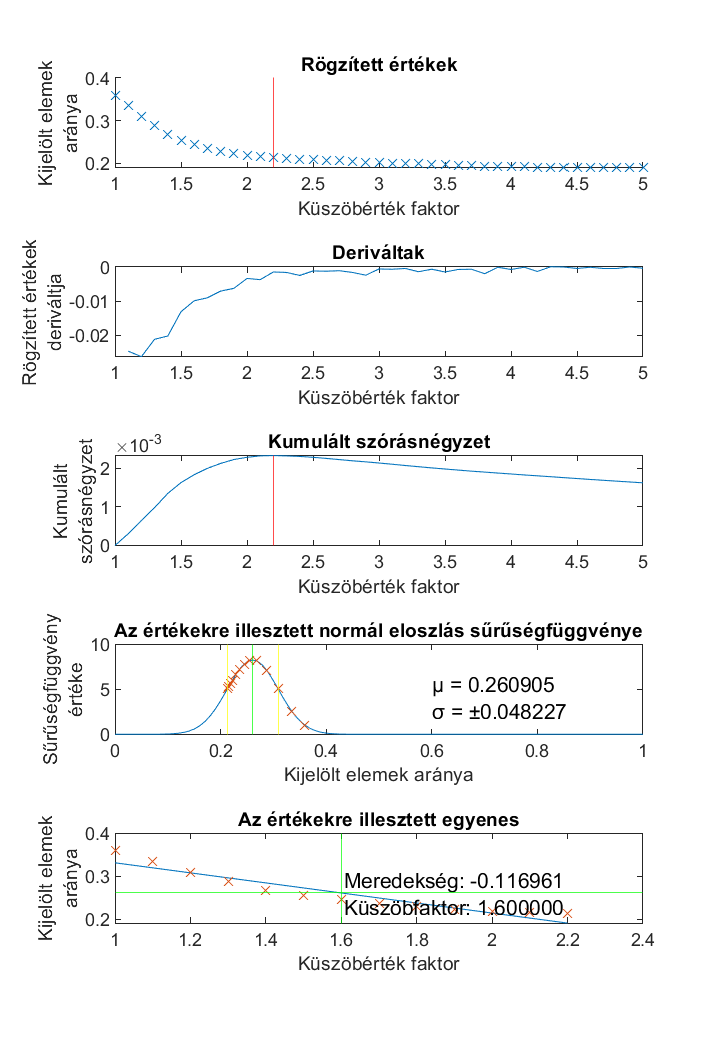 Rögzített értékek
Kijelölt elemek
aránya
0.4
0.3
0.2
1 1.5 2 2.5 3 3.5 4 4.5 5
Küszöbérték faktor
Deriváltak
Rögzített értékek
deriváltja
0
-0.01
-0.02
1 1.5 2 2.5 3 3.5 4 4.5 5
Küszöbérték faktor
×10-3
Kumulált szórásnégyzet
Kumulált
szórásnégyzet
2
1
0
1 1.5 2 2.5 3 3.5 4 4.5 5
Küszöbérték faktor
Az értékekre illesztett normál eloszlás sűrűségfüggvénye
Sűrűségfüggvény
értéke
10
5
0
μ = 0.260905
σ = ±0.048227
0 0.2 0.4 0.6 0.8 1
Kijelölt elemek aránya
Az értékekre illesztett egyenes
Kijelölt elemek
aránya
0.4
0.3
0.2
Meredekség: -0.116961
Küszöbfaktor: 1.600000
1 1.2 1.4 1.6 1.8 2 2.2 2.4
Küszöbérték faktor